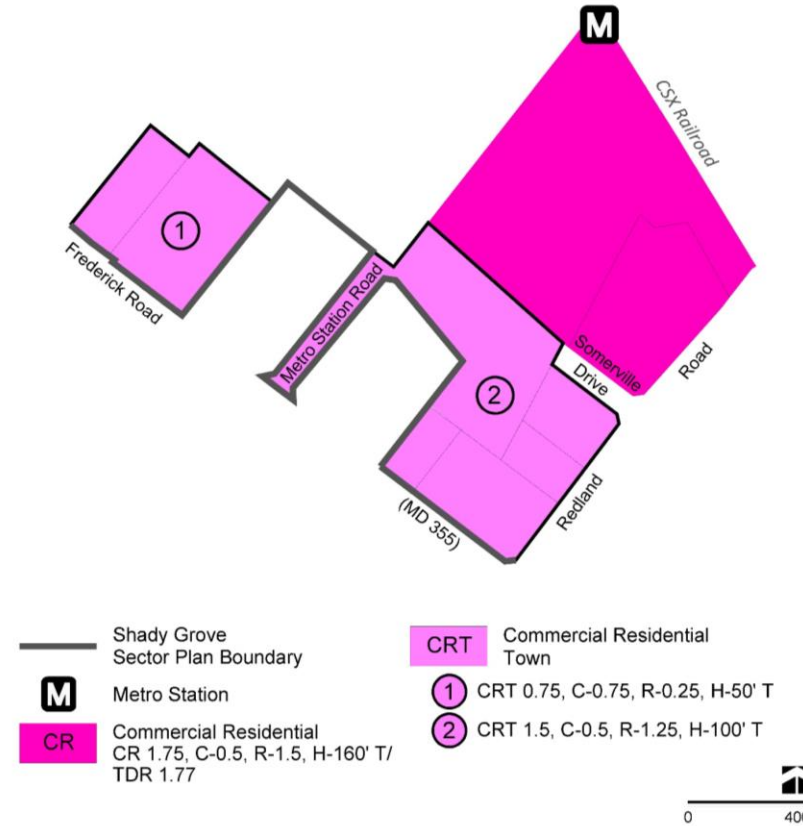 M
CSX Railroad
1
Frederick Road
Metro Station Road
Somerville
Drive
Road
2
Redland
(MD 355)
Shady Grove
Sector Plan Boundary
M
Metro Station
CR
Commercial Residential
CR 1.75, C-0.5, R-1.5, H-160' T/
TDR 1.77
CRT
Commercial Residential
Town
1 CRT 0.75, C-0.75, R-0.25, H-50' T
2 CRT 1.5, C-0.5, R-1.25, H-100' T
0